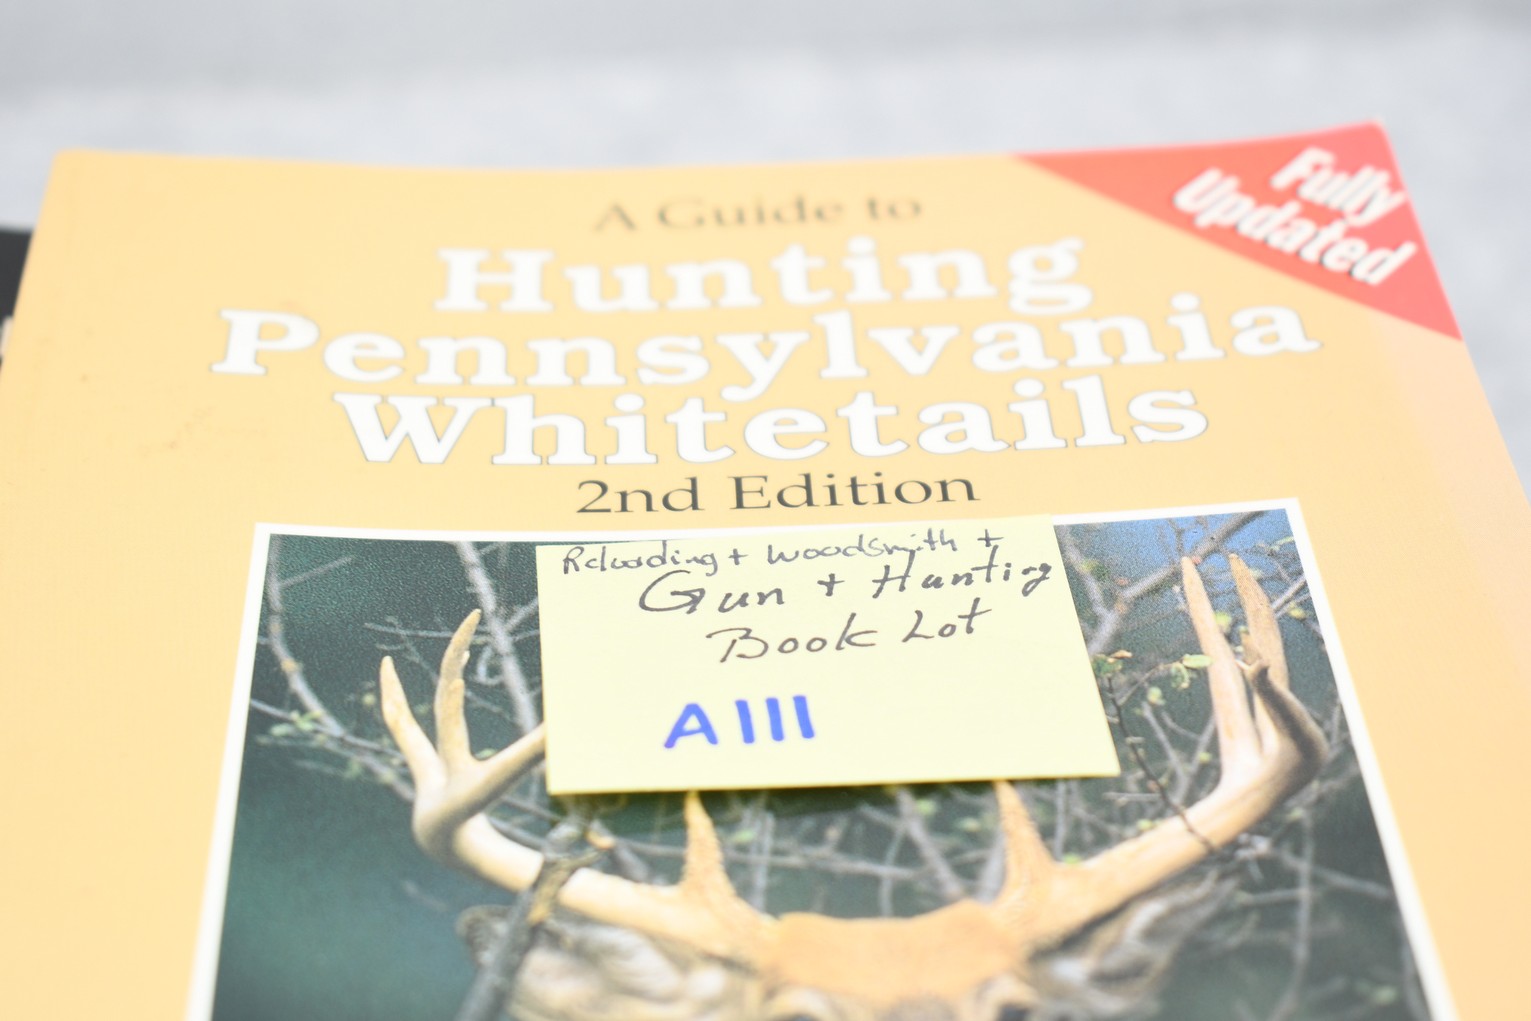 A Guide to
Hunting
Pennsylvania
Whitetails
2nd Edition
Fully
Updated
Reloading + Woodsmith +
Gun + Hunting
Book Lot
A111